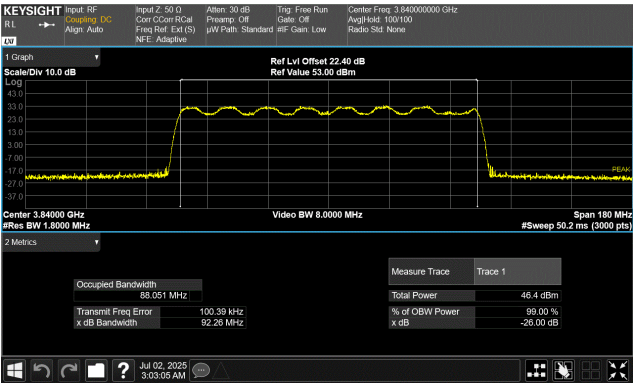 KEYSIGHT Input: RF Input Z: 50 Ω Atten: 30 dB Trig: Free Run Center Freq: 3.840000000 GHz
RL Coupling: DC Corr CCorr RCal Preamp: Off Gate: Off Avg|Hold: 100/100
Align: Auto Freq Ref: Ext (S) µW Path: Standard #IF Gain: Low Radio Std: None
LXI NFE: Adaptive
1 Graph
Ref Lvl Offset 22.40 dB
Scale/Div 10.0 dB Ref Value 53.00 dBm
Log
43.0
33.0
23.0
13.0
3.00
-7.00
-17.0 PEAK
-27.0
-37.0
Center 3.84000 GHz Video BW 8.0000 MHz Span 180 MHz
#Res BW 1.8000 MHz #Sweep 50.2 ms (3000 pts)
2 Metrics
Measure Trace Trace 1
Occupied Bandwidth
88.051 MHz Total Power 46.4 dBm
Transmit Freq Error 100.39 kHz % of OBW Power 99.00 %
x dB Bandwidth 92.26 MHz x dB -26.00 dB
? Jul 02, 2025
3:03:05 AM